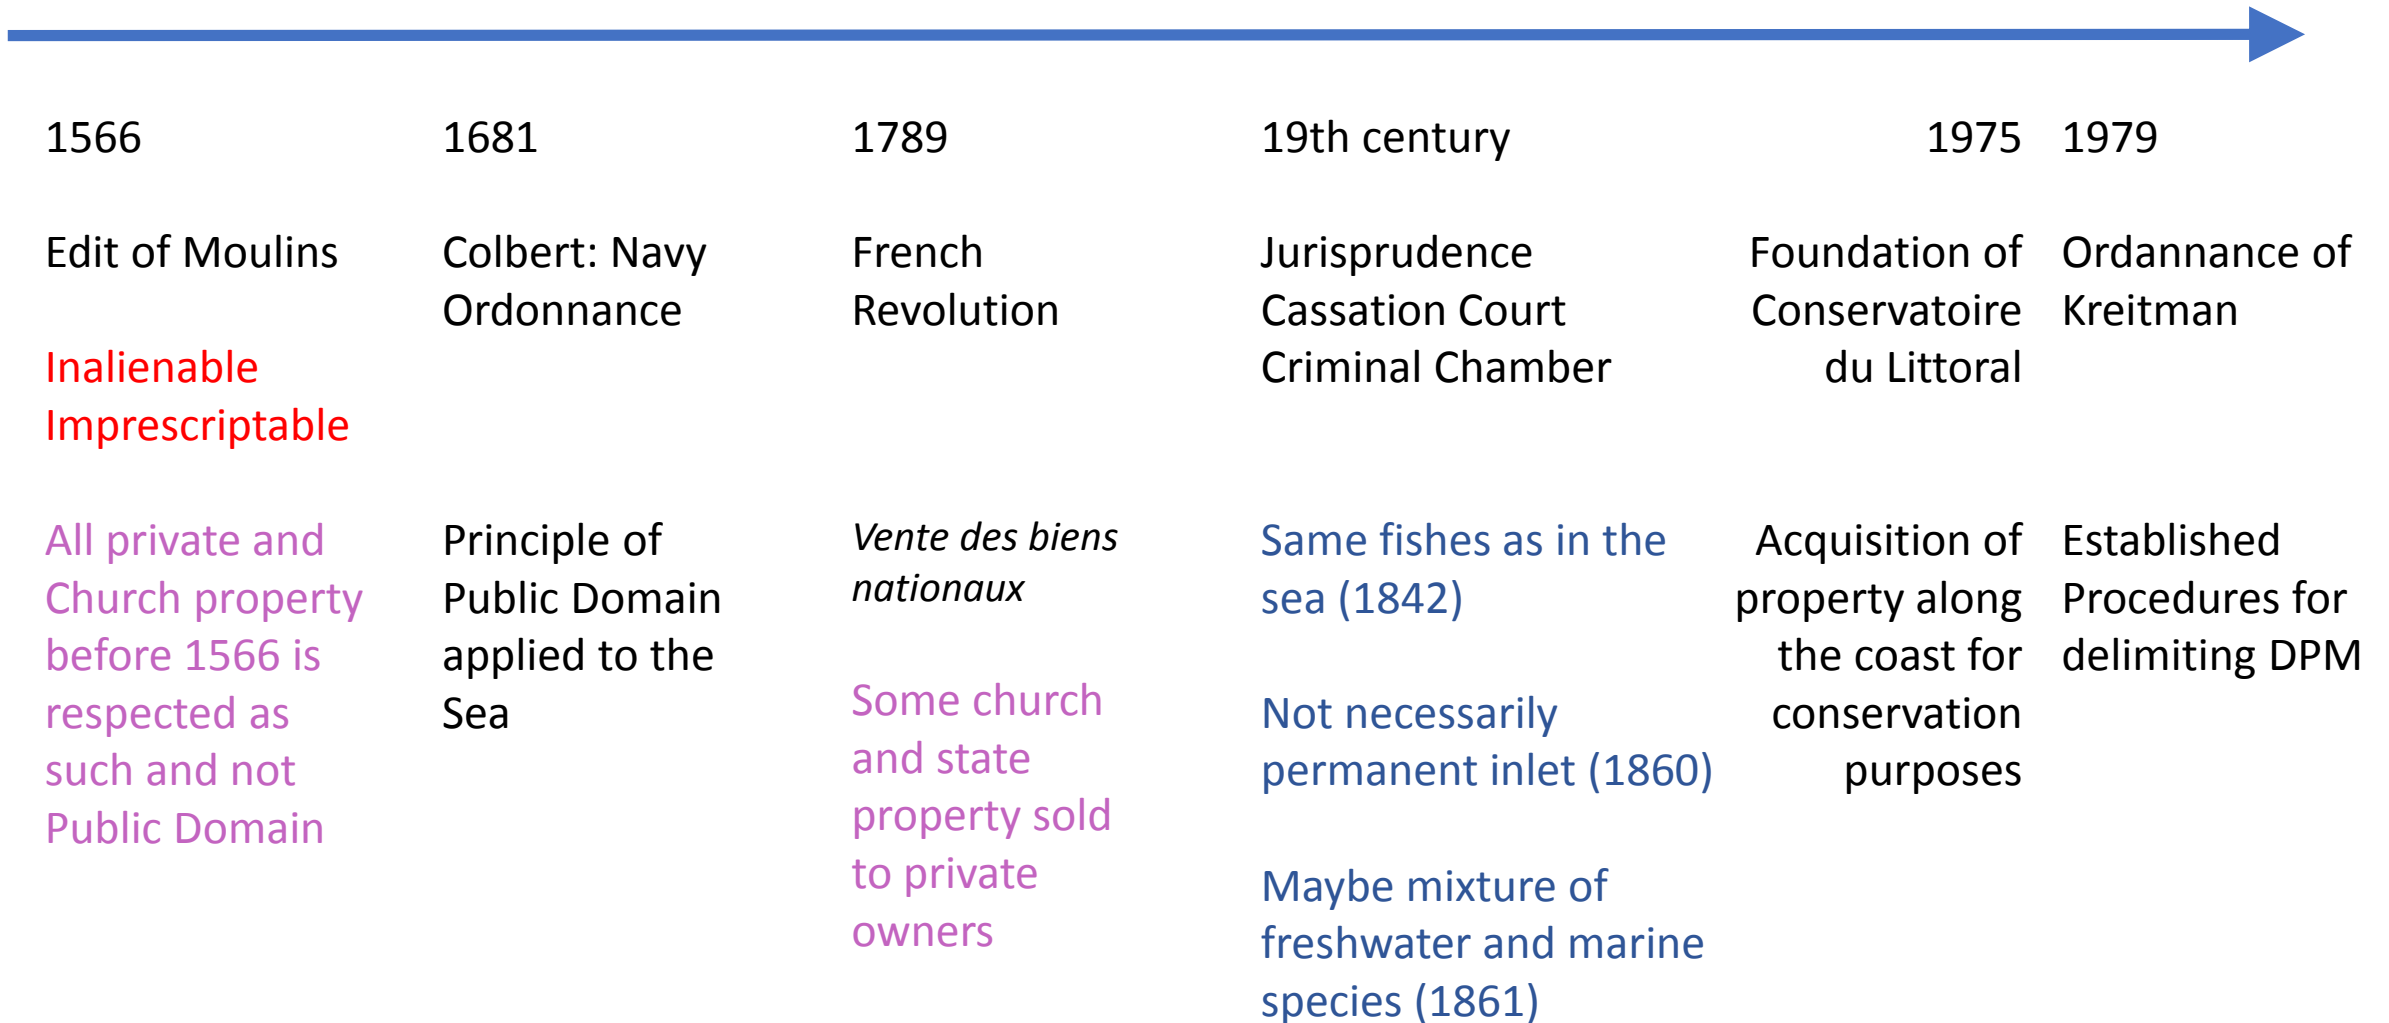 1566
Edit of Moulins
Inalienable
Imprescriptable
All private and
Church property
before 1566 is
respected as
such and not
Public Domain
1681
Colbert: Navy
Ordonnance
Principle of
Public Domain
applied to the
Sea
1789
French
Revolution
Vente des biens
nationaux
Some church
and state
property sold
to private
owners
19th century
Jurisprudence
Cassation Court
Criminal Chamber
Same fishes as in the
sea (1842)
Not necessarily
permanent inlet (1860)
Maybe mixture of
freshwater and marine
species (1861)
1975
Foundation of
Conservatoire
du Littoral
Acquisition of
property along
the coast for
conservation
purposes
1979
Ordannance of
Kreitman
Established
Procedures for
delimiting DPM